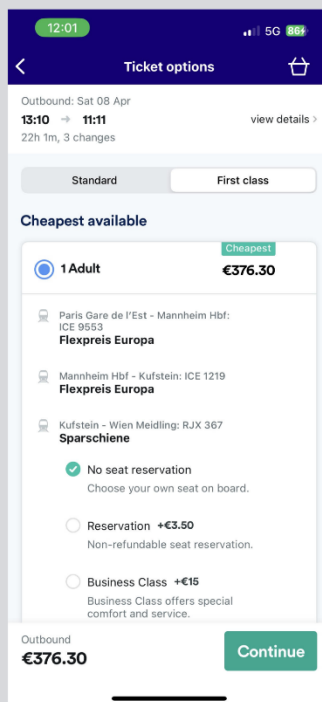 12:01
5G 86
Ticket options
Outbound: Sat 08 Apr
13:10 → 11:11
view details >
22h 1m, 3 changes
Standard
First class
Cheapest available
Cheapest
1 Adult
€376.30
Paris Gare de l'Est - Mannheim Hbf:
ICE 9553
Flexpreis Europa
Mannheim Hbf - Kufstein: ICE 1219
Flexpreis Europa
Kufstein - Wien Meidling: RJX 367
Sparschiene
No seat reservation
Choose your own seat on board.
Reservation +€3.50
Non-refundable seat reservation.
Business Class +€15
Business Class offers special
comfort and service.
Outbound
€376.30
Continue